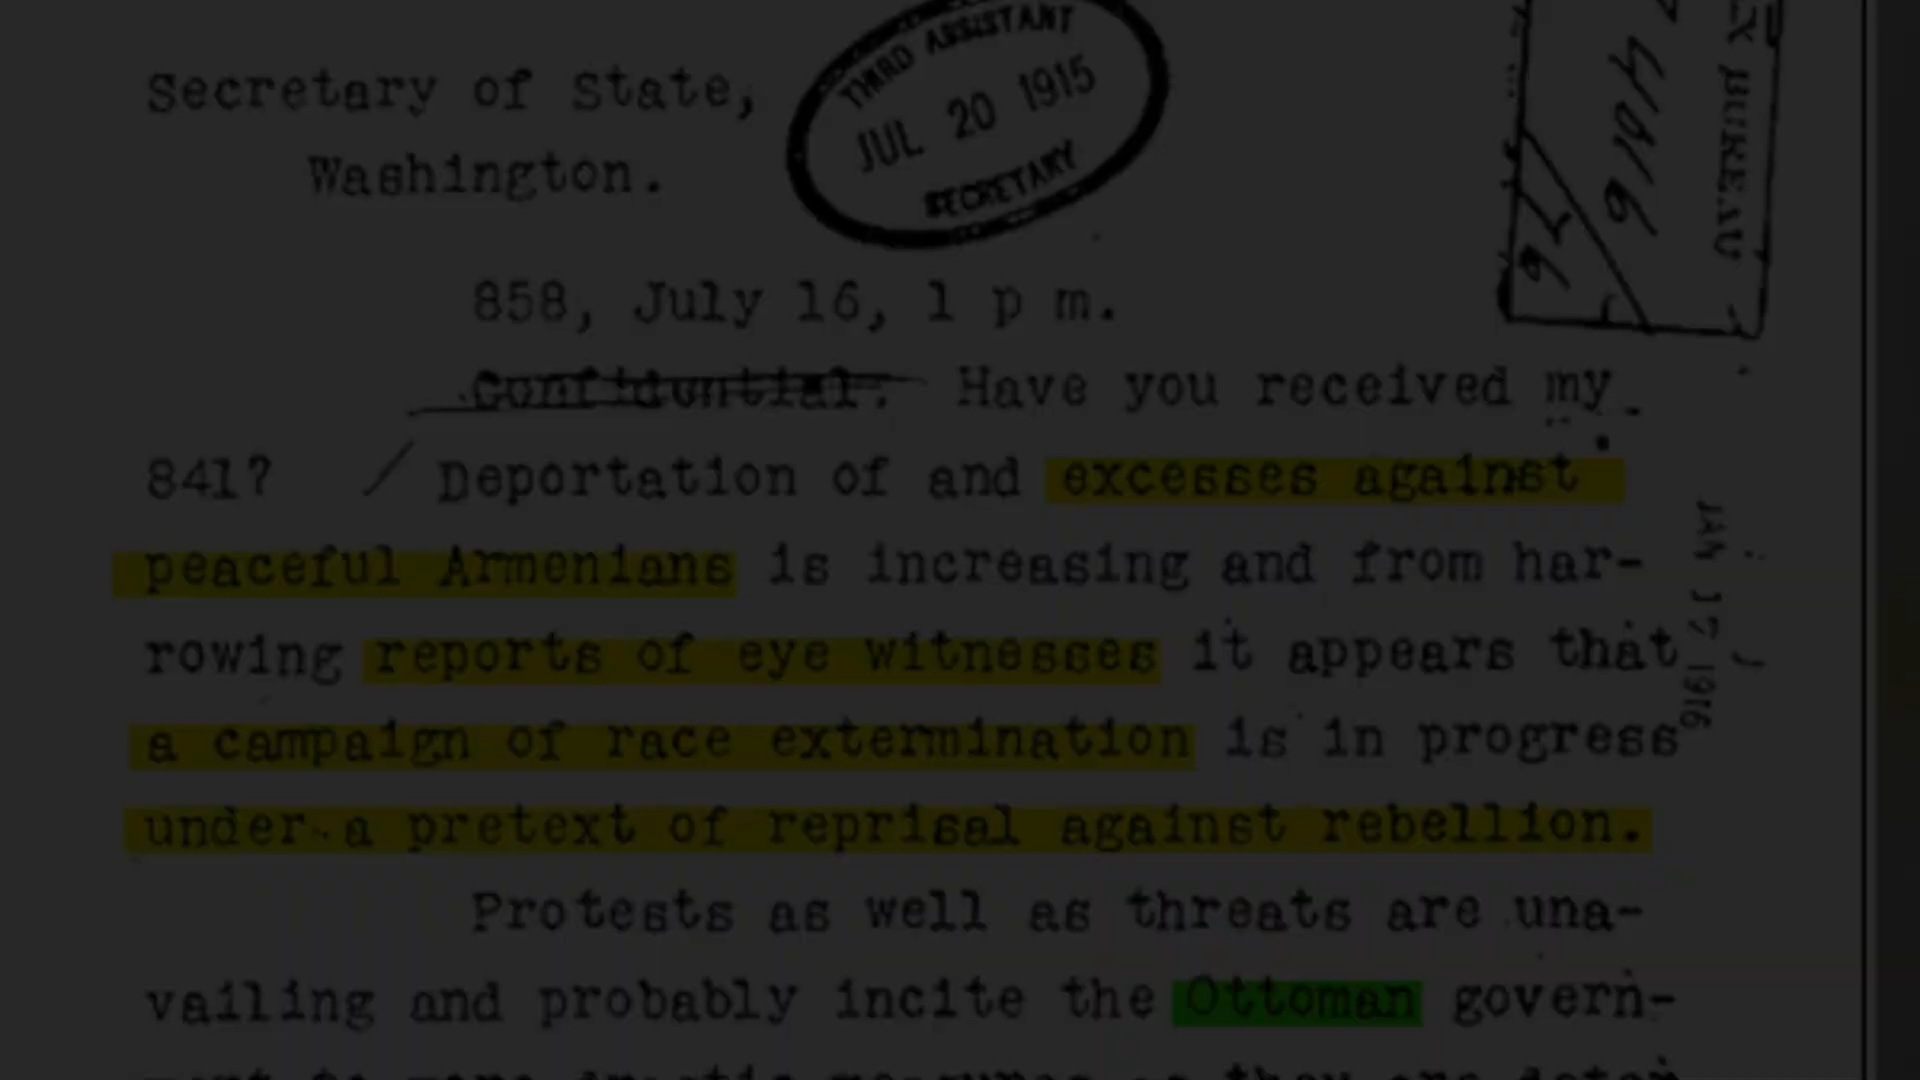 THIRD ASSISTANT
Secretary of State,
JUL 20 1915
SECRETARY
Washington.
BUREAU
858, July 16, 1 p m.
Confidential. Have you received my
841? Deportation of and excesses against
peaceful Armenians is increasing and from har-
rowing reports of eye witnesses it appears that
a campaign of race extermination is in progress
under a pretext of reprisal against rebellion.
JAN 17 1916
Protests as well as threats are una-
vailing and probably incite the Ottoman govern-